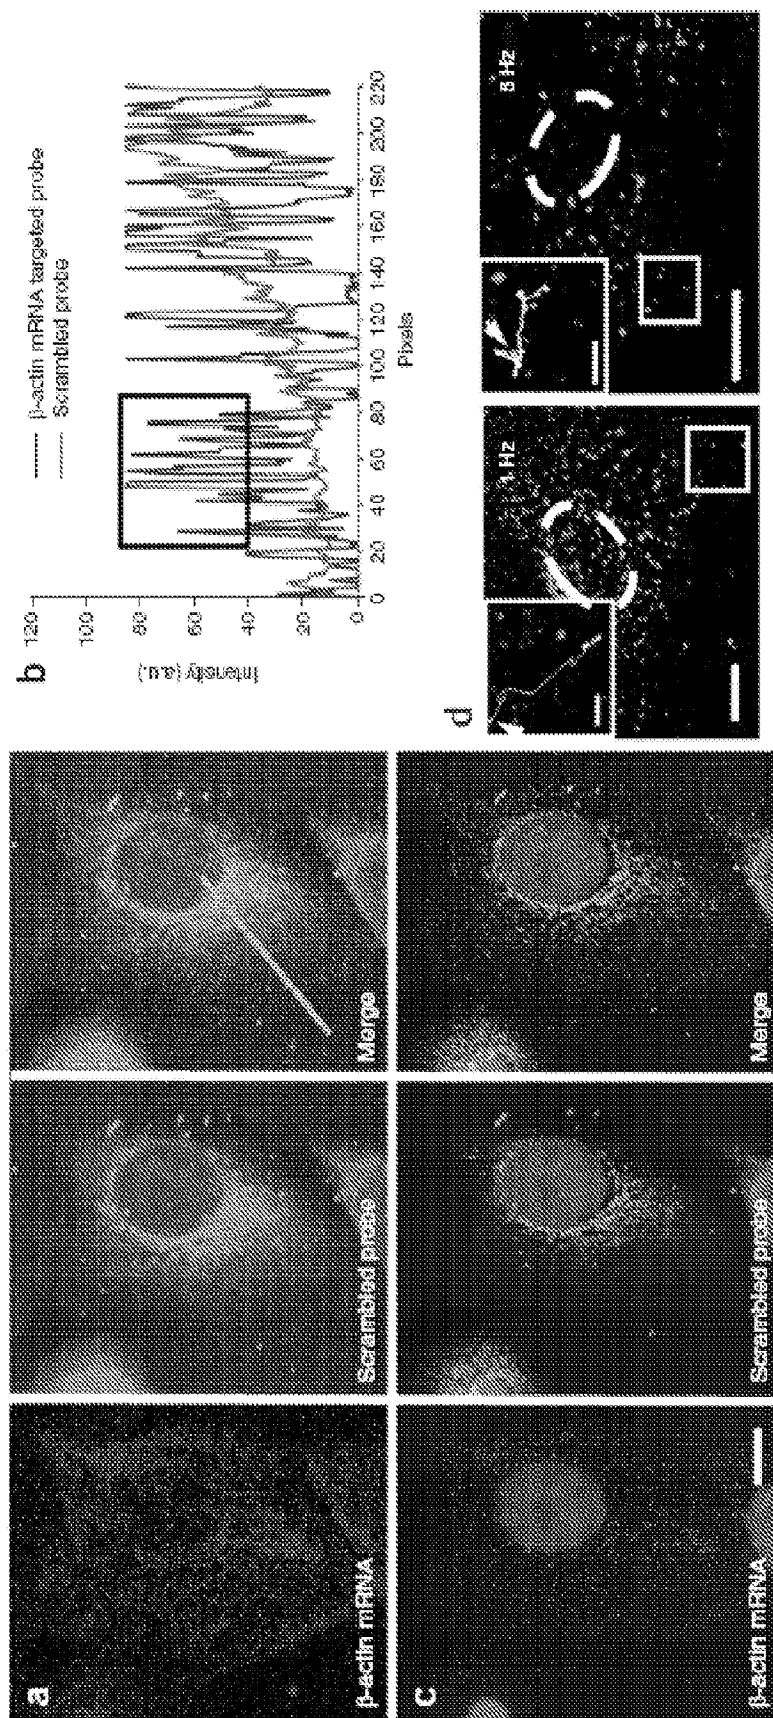 a
β-actin mRNA
Scrambled probe
Merge
b
β-actin mRNA targeted probe
Scrambled probe
Intensity (a.u.)
120
100
80
60
40
20
0
0 20 40 60 80 100 120 140 160 180 200 220
Pixels
c
β-actin mRNA
Scrambled probe
Merge
d
1 Hz
5 Hz